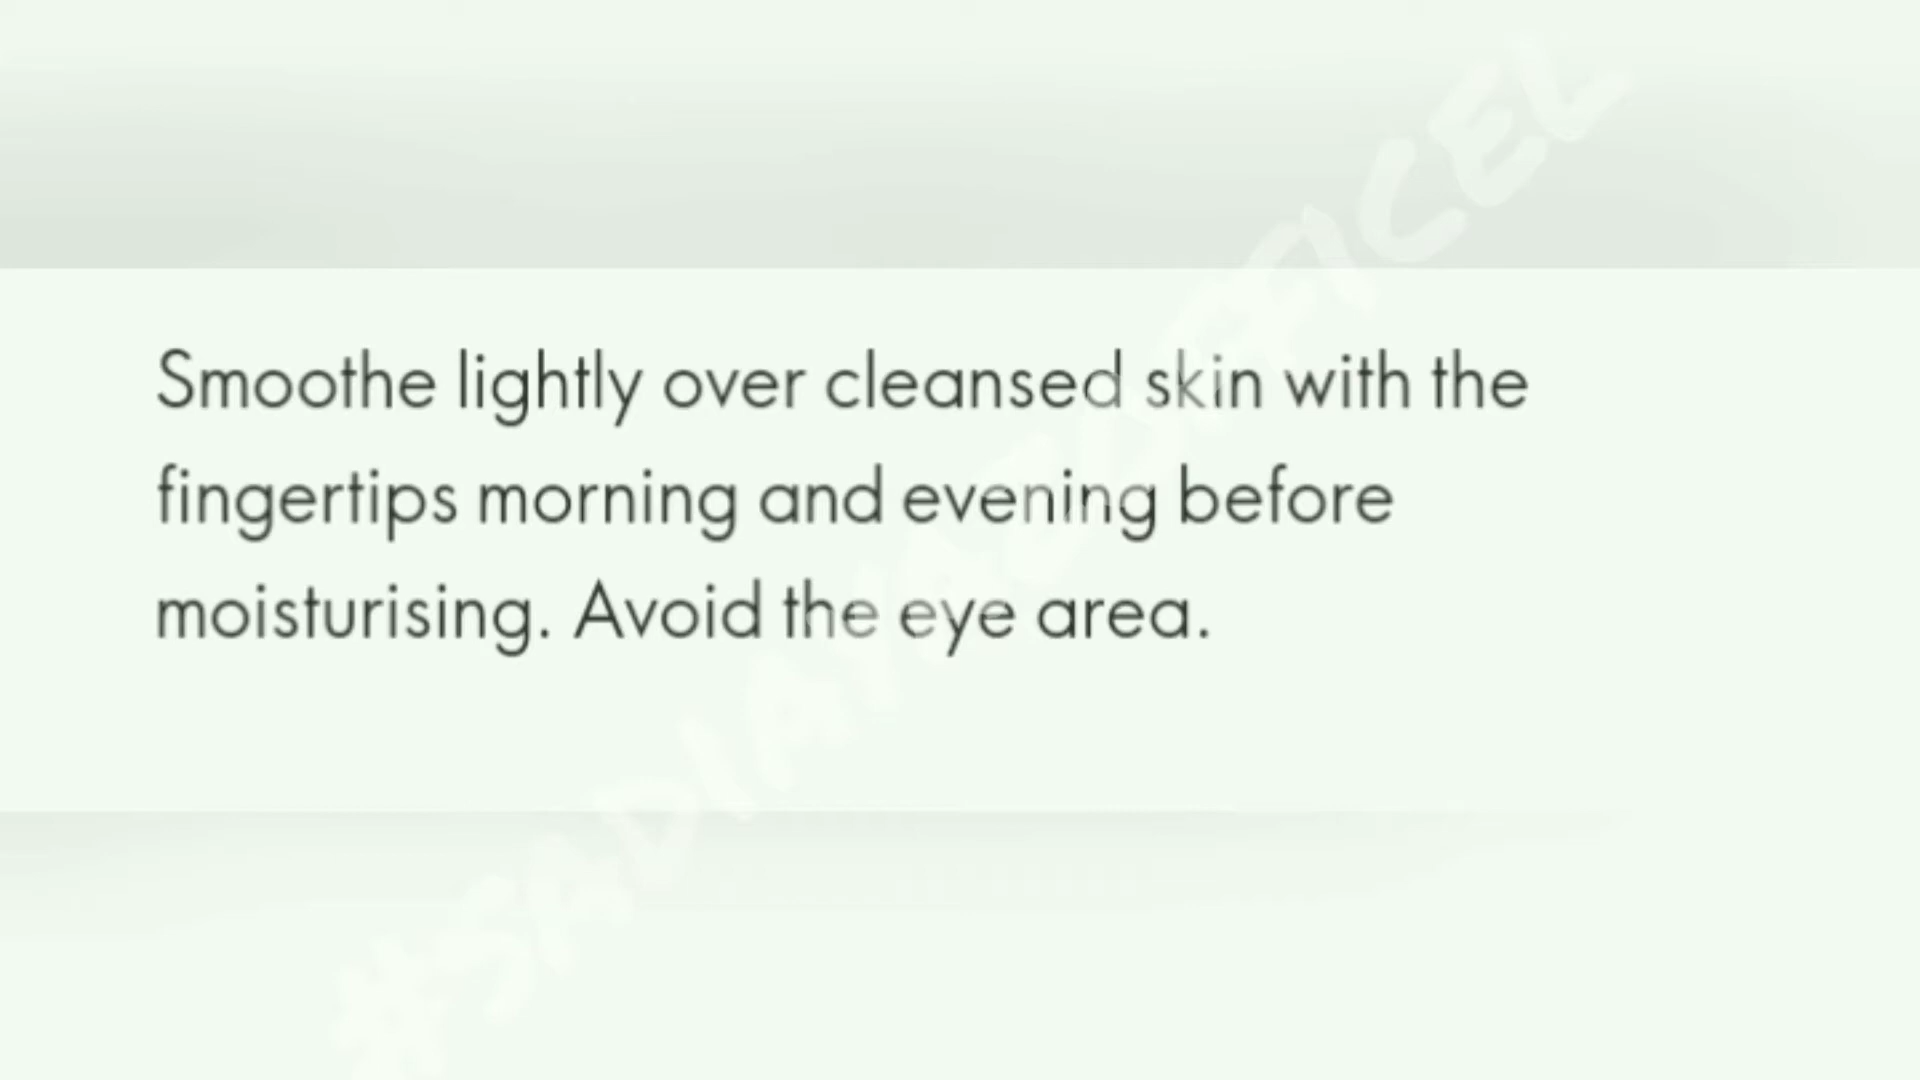 Smoothe lightly over cleansed skin with the
fingertips morning and evening before
moisturising. Avoid the eye area.